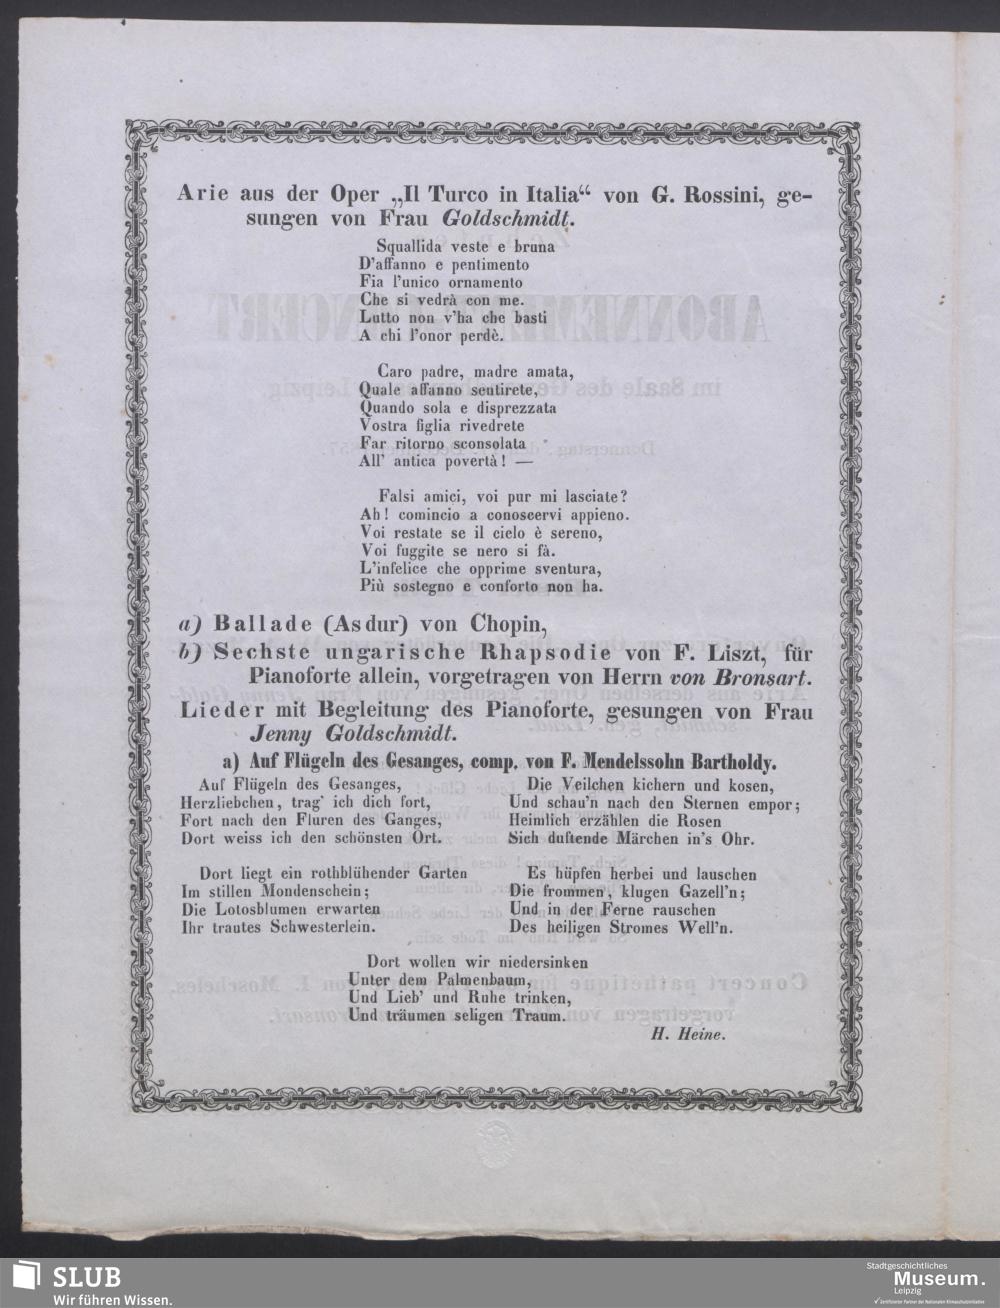 Arie aus der Oper „Il Turco in Italia“ von G. Rossini, ge-
sungen von Frau Goldschmidt.
Squallida veste e bruna
D'affanno e pentimento
Fia l'unico ornamento
Che si vedrà con me.
Lutto non v'ha che basti
A chi l'onor perdè.
Caro padre, madre amata,
Quale affanno sentirete,
Quando sola e disprezzata
Vostra figlia rivedrete
Far ritorno sconsolata
All' antica povertà! —
Falsi amici, voi pur mi lasciate?
Ah! comincio a conoscervi appieno.
Voi restate se il cielo è sereno,
Voi fuggite se nero si fà.
L'infelice che opprime sventura,
Più sostegno e conforto non ha.
a) Ballade (Asdur) von Chopin,
b) Sechste ungarische Rhapsodie von F. Liszt, für
Pianoforte allein, vorgetragen von Herrn von Bronsart.
Lieder mit Begleitung des Pianoforte, gesungen von Frau
Jenny Goldschmidt.
a) Auf Flügeln des Gesanges, comp. von F. Mendelssohn Bartholdy.
Auf Flügeln des Gesanges,
Herzliebchen, trag' ich dich fort,
Fort nach den Fluren des Ganges,
Dort weiss ich den schönsten Ort.
Dort liegt ein rothblühender Garten
Im stillen Mondenschein;
Die Lotosblumen erwarten
Ihr trautes Schwesterlein.
Die Veilchen kichern und kosen,
Und schau'n nach den Sternen empor;
Heimlich erzählen die Rosen
Sich duftende Märchen in's Ohr.
Es hüpfen herbei und lauschen
Die frommen, klugen Gazell'n;
Und in der Ferne rauschen
Des heiligen Stromes Well'n.
Dort wollen wir niedersinken
Unter dem Palmenbaum,
Und Lieb' und Ruhe trinken,
Und träumen seligen Traum.
H. Heine.
SLUB
Wir führen Wissen.
Stadtgeschichtliches
Museum.
Leipzig
Zertifizierter Partner der Nationalen Klimaschutzinitiative